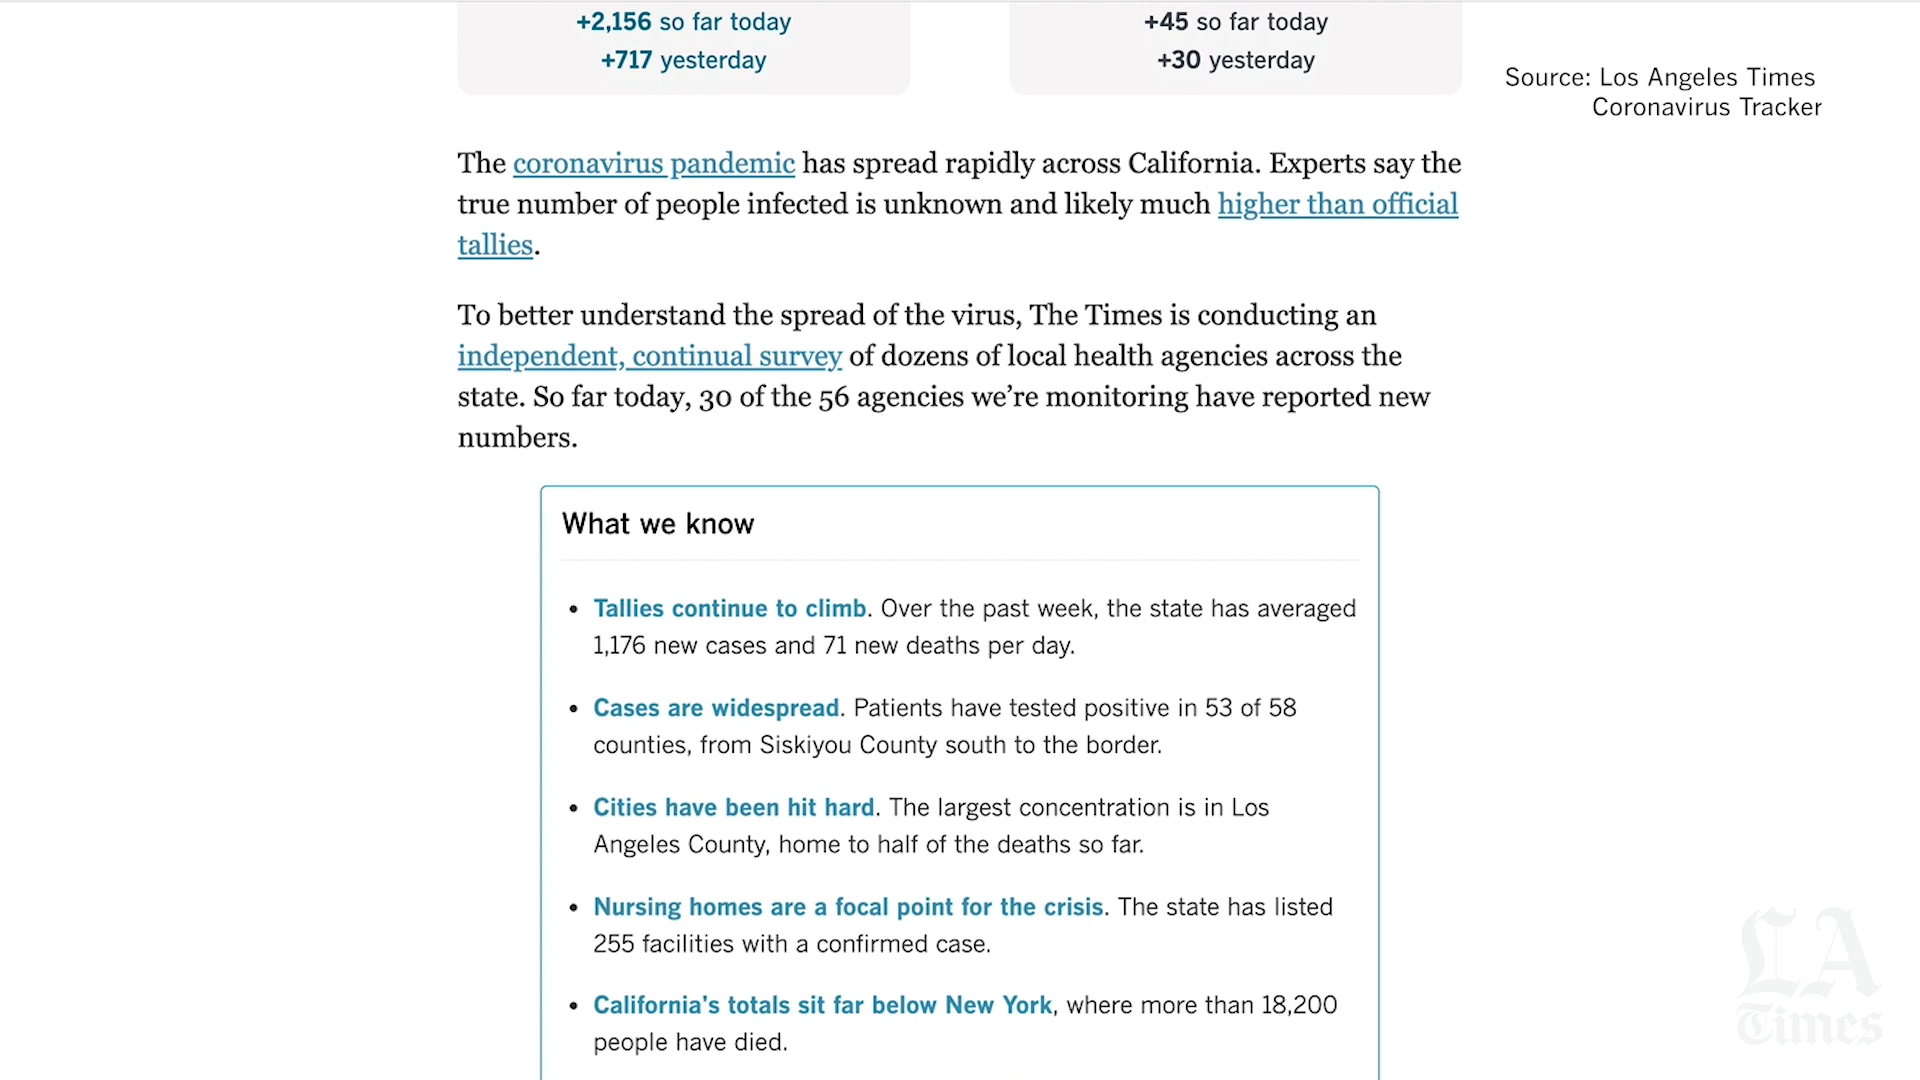 +2,156 so far today
+717 yesterday
+45 so far today
+30 yesterday
Source: Los Angeles Times
Coronavirus Tracker
The coronavirus pandemic has spread rapidly across California. Experts say the
true number of people infected is unknown and likely much higher than official
tallies.
To better understand the spread of the virus, The Times is conducting an
independent, continual survey of dozens of local health agencies across the
state. So far today, 30 of the 56 agencies we’re monitoring have reported new
numbers.
What we know
• Tallies continue to climb. Over the past week, the state has averaged
1,176 new cases and 71 new deaths per day.
• Cases are widespread. Patients have tested positive in 53 of 58
counties, from Siskiyou County south to the border.
• Cities have been hit hard. The largest concentration is in Los
Angeles County, home to half of the deaths so far.
• Nursing homes are a focal point for the crisis. The state has listed
255 facilities with a confirmed case.
• California's totals sit far below New York, where more than 18,200
people have died.
LA
Times